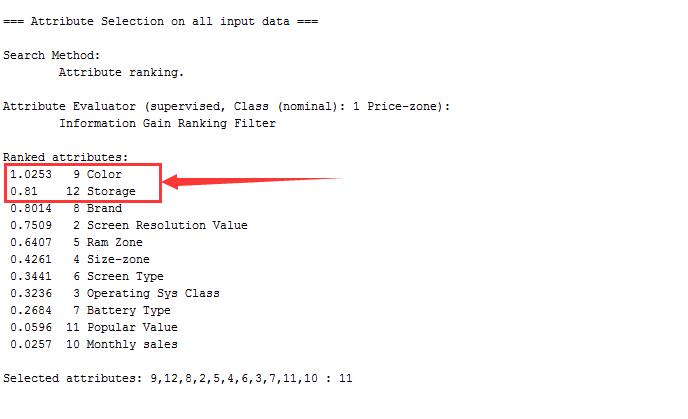 === Attribute Selection on all input data ===
Search Method:
Attribute ranking.
Attribute Evaluator (supervised, Class (nominal): 1 Price-zone):
Information Gain Ranking Filter
Ranked attributes:
1.0253 9 Color
0.81 12 Storage
0.8014 8 Brand
0.7509 2 Screen Resolution Value
0.6407 5 Ram Zone
0.4261 4 Size-zone
0.3441 6 Screen Type
0.3236 3 Operating Sys Class
0.2684 7 Battery Type
0.0596 11 Popular Value
0.0257 10 Monthly sales
Selected attributes: 9,12,8,2,5,4,6,3,7,11,10 : 11